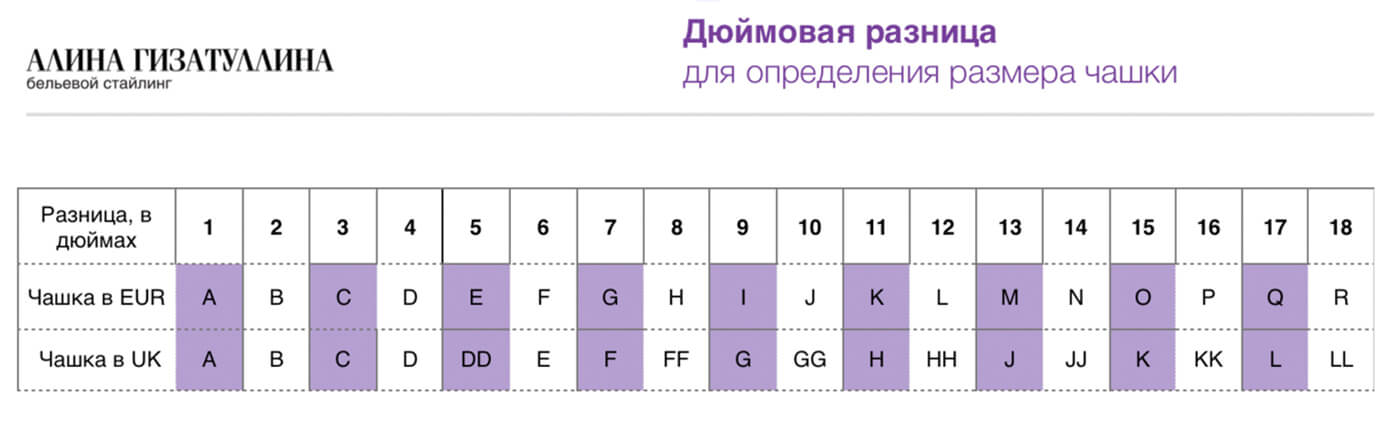 Дюймовая разница
для определения размера чашки
АЛИНА ГИЗАТУЛЛИНА
бельевой стайлинг
Разница, в
дюймах 1 2 3 4 5 6 7 8 9 10 11 12 13 14 15 16 17 18
Чашка в EUR A B C D E F G H I J K L M N O P Q R
Чашка в UK A B C D DD E F FF G GG H HH J JJ K KK L LL